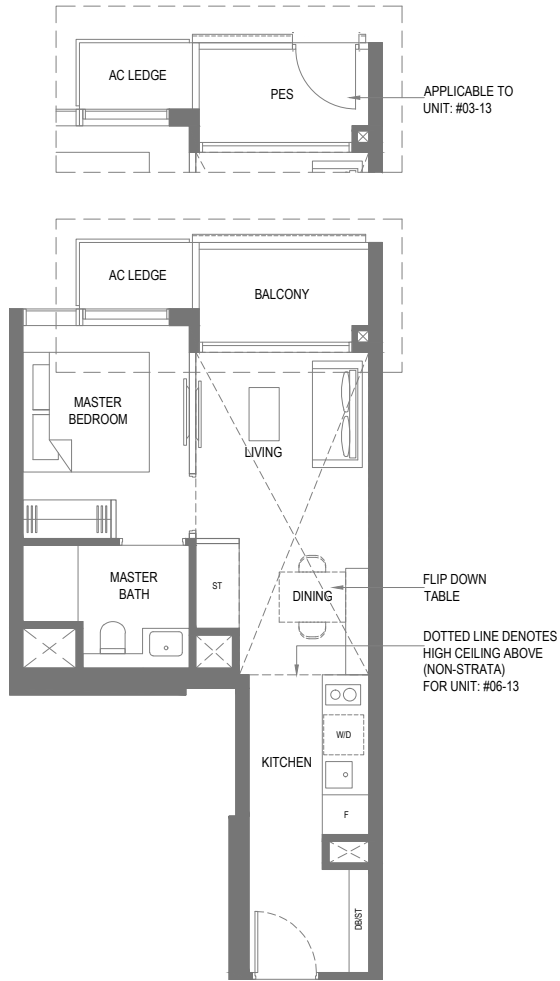 AC LEDGE
PES
APPLICABLE TO
UNIT: #03-13
AC LEDGE
BALCONY
MASTER
BEDROOM
LIVING
MASTER
BATH
ST
DINING
FLIP DOWN
TABLE
DOTTED LINE DENOTES
HIGH CEILING ABOVE
(NON-STRATA)
FOR UNIT: #06-13
W/D
KITCHEN
F
DB/ST